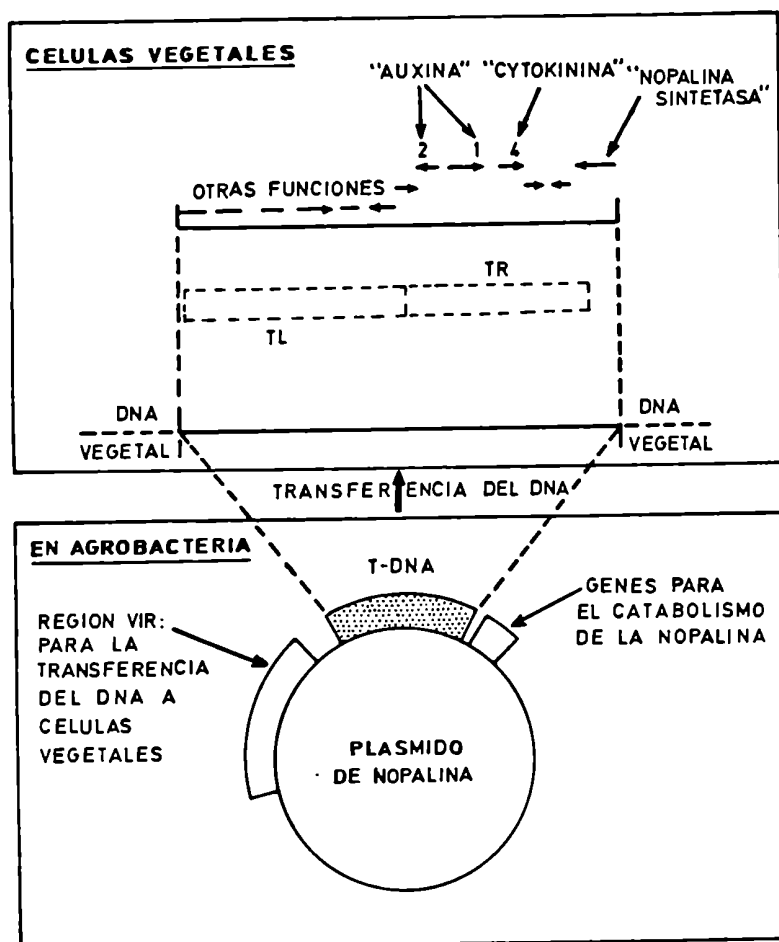 CELULAS VEGETALES
"AUXINA" "CYTOKININA" "NOPALINA
SINTETASA"
2 1 4
OTRAS FUNCIONES
TR
TL
DNA
VEGETAL
DNA
VEGETAL
TRANSFERENCIA DEL DNA
EN AGROBACTERIA
T-DNA
GENES PARA
EL CATABOLISMO
DE LA NOPALINA
REGION VIR:
PARA LA
TRANSFERENCIA
DEL DNA A
CELULAS
VEGETALES
PLASMIDO
DE NOPALINA